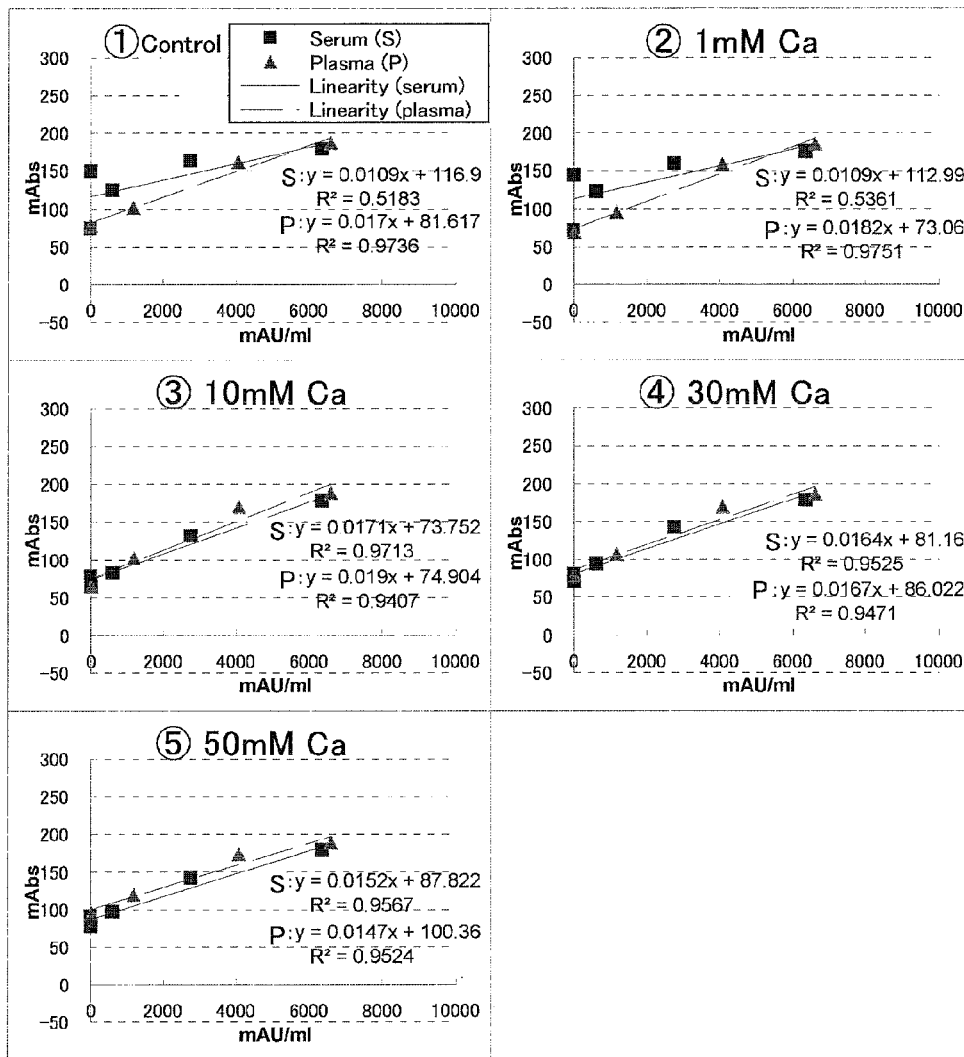 ① Control
■ Serum (S)
▲ Plasma (P)
Linearity (serum)
Linearity (plasma)
300
250
200
150
100
50
0
−50
mAbs
S:y = 0.0109x + 116.9
R² = 0.5183
P:y = 0.017x + 81.617
R² = 0.9736
0 2000 4000 6000 8000 10000
mAU/ml
② 1mM Ca
300
250
200
150
100
50
0
−50
mAbs
S:y = 0.0109x + 112.99
R² = 0.5361
P:y = 0.0182x + 73.06
R² = 0.9751
0 2000 4000 6000 8000 10000
mAU/ml
③ 10mM Ca
300
250
200
150
100
50
0
−50
mAbs
S:y = 0.0171x + 73.752
R² = 0.9713
P:y = 0.019x + 74.904
R² = 0.9407
0 2000 4000 6000 8000 10000
mAU/ml
④ 30mM Ca
300
250
200
150
100
50
0
−50
mAbs
S:y = 0.0164x + 81.16
R² = 0.9525
P:y = 0.0167x + 86.022
R² = 0.9471
0 2000 4000 6000 8000 10000
mAU/ml
⑤ 50mM Ca
300
250
200
150
100
50
0
−50
mAbs
S:y = 0.0152x + 87.822
R² = 0.9567
P:y = 0.0147x + 100.36
R² = 0.9524
0 2000 4000 6000 8000 10000
mAU/ml